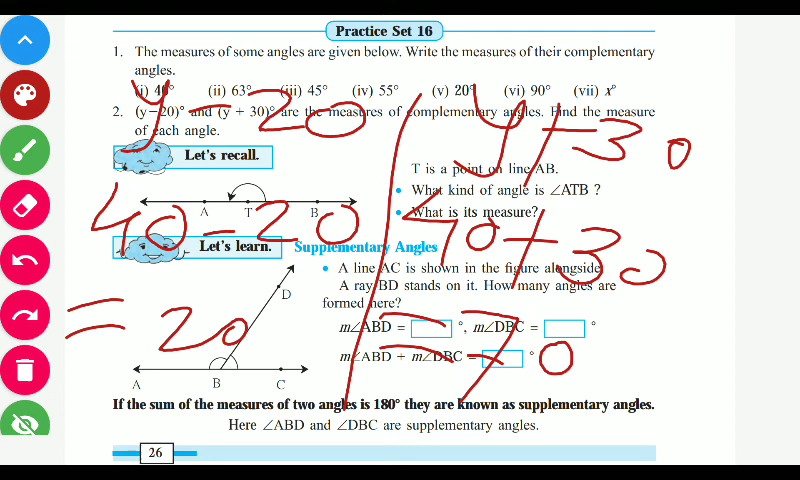 Practice Set 16
1. The measures of some angles are given below. Write the measures of their complementary
angles.
(i) 40° (ii) 63° (iii) 45° (iv) 55° (v) 20° (vi) 90° (vii) x°
2. (y−20)° and (y + 30)° are the measures of complementary angles. Find the measure
of each angle.
y − 20
y + 30
Let's recall.
T is a point on line AB.
• What kind of angle is ∠ATB ?
• What is its measure?
A T B
40 − 20
40 + 30
Let's learn. Supplementary Angles
• A line AC is shown in the figure alongside.
A ray BD stands on it. How many angles are
formed here?
D
= 20
m∠ABD = °, m∠DBC = °
m∠ABD + m∠DBC = °
= 70
A B C
If the sum of the measures of two angles is 180° they are known as supplementary angles.
Here ∠ABD and ∠DBC are supplementary angles.
26